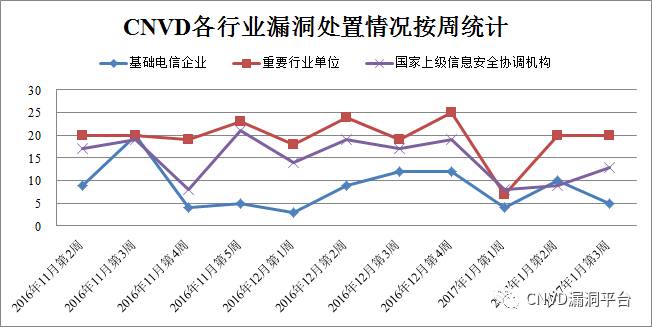 CNVD各行业漏洞处置情况按周统计
基础电信企业 重要行业单位 国家上级信息安全协调机构
30
25
20
15
10
5
0
2016年11月第2周
2016年11月第3周
2016年11月第4周
2016年11月第5周
2016年12月第1周
2016年12月第2周
2016年12月第3周
2016年12月第4周
2017年1月第1周
2017年1月第2周
2017年1月第3周
CNVD漏洞平台